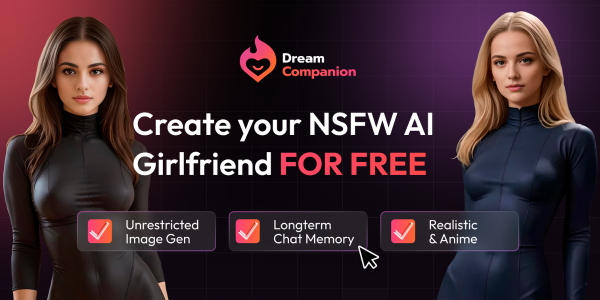 Dream
Companion
Create your NSFW AI
Girlfriend FOR FREE
Unrestricted
Image Gen
Longterm
Chat Memory
Realistic
& Anime